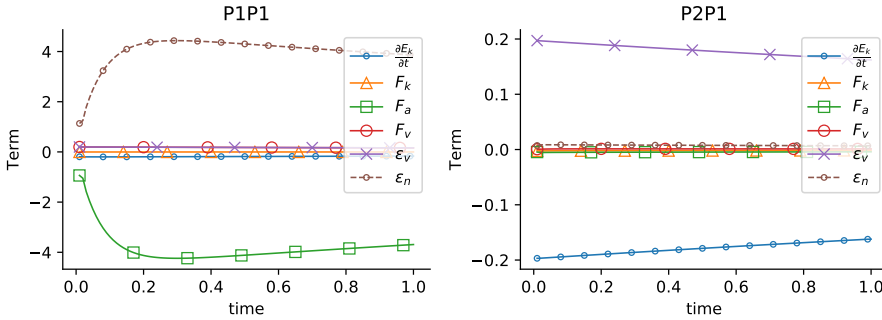 P1P1
Term
4
2
0
−2
−4
0.0
0.2
0.4
0.6
0.8
1.0
time
∂E_k/∂t
F_k
F_a
F_v
ε_v
ε_n
P2P1
Term
0.2
0.1
0.0
−0.1
−0.2
0.0
0.2
0.4
0.6
0.8
1.0
time
∂E_k/∂t
F_k
F_a
F_v
ε_v
ε_n